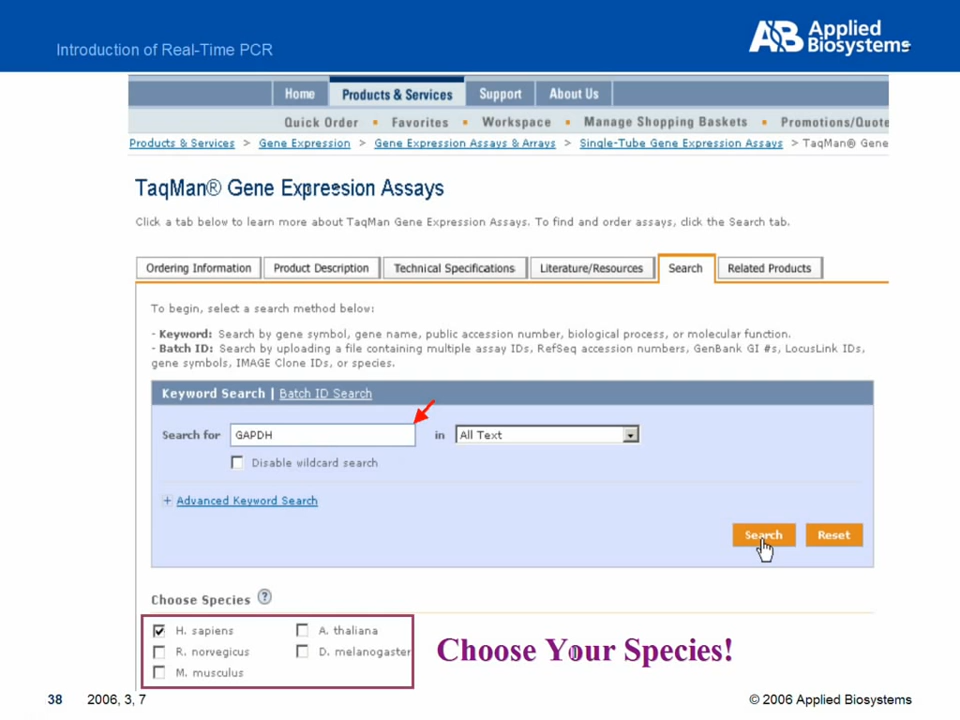 Introduction of Real-Time PCR
Applied
Biosystems
Home Products & Services Support About Us
Quick Order Favorites Workspace Manage Shopping Baskets Promotions/Quote
Products & Services > Gene Expression > Gene Expression Assays & Arrays > Single-Tube Gene Expression Assays > TaqMan® Gene
TaqMan® Gene Expression Assays
Click a tab below to learn more about TaqMan Gene Expression Assays. To find and order assays, click the Search tab.
Ordering Information Product Description Technical Specifications Literature/Resources Search Related Products
To begin, select a search method below:
- Keyword: Search by gene symbol, gene name, public accession number, biological process, or molecular function.
- Batch ID: Search by uploading a file containing multiple assay IDs, RefSeq accession numbers, GenBank GI #s, LocusLink IDs,
gene symbols, IMAGE Clone IDs, or species.
Keyword Search | Batch ID Search
Search for GAPDH in All Text
Disable wildcard search
+ Advanced Keyword Search
Search Reset
Choose Species ?
H. sapiens A. thaliana
R. norvegicus D. melanogaster
M. musculus
Choose Your Species!
38 2006, 3, 7 © 2006 Applied Biosystems